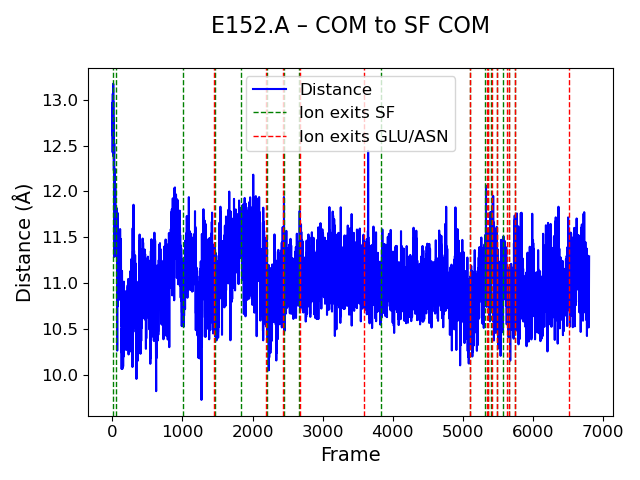 E152.A – COM to SF COM
Distance
Ion exits SF
Ion exits GLU/ASN
Distance (Å)
13.0
12.5
12.0
11.5
11.0
10.5
10.0
0 1000 2000 3000 4000 5000 6000 7000
Frame